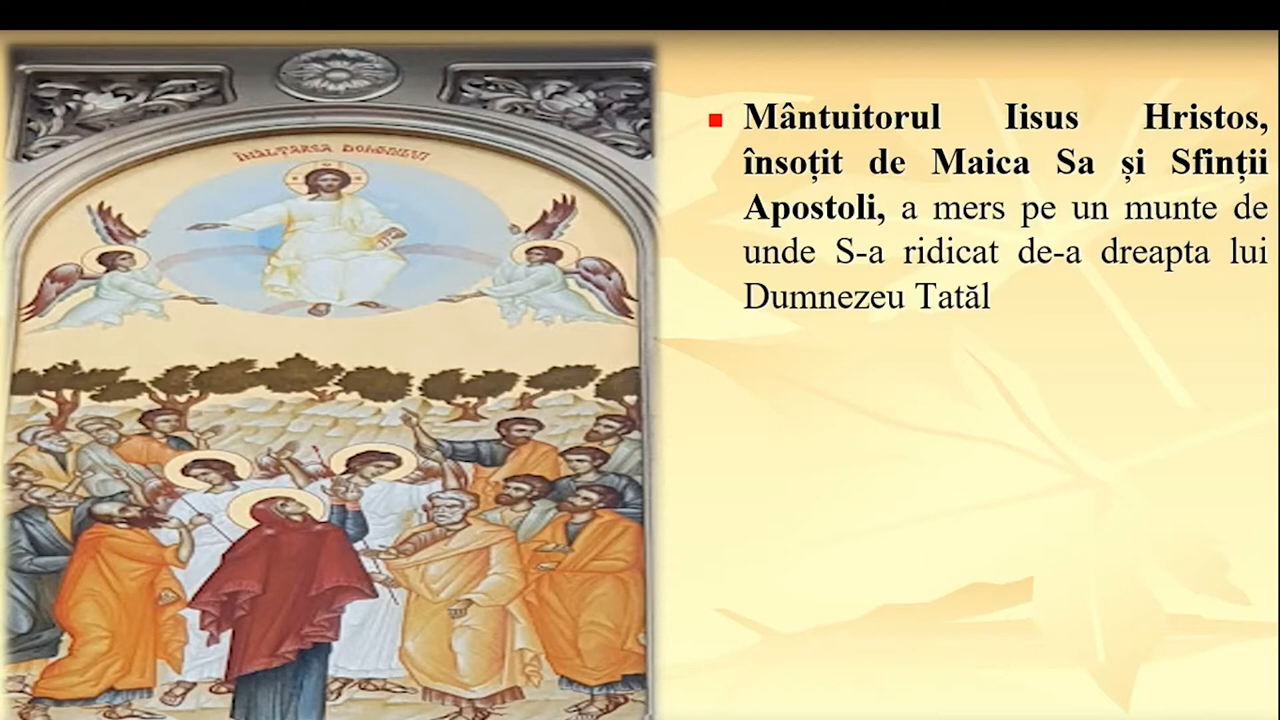 ÎNĂLȚAREA DOMNULUI
Mântuitorul Iisus Hristos,
însoțit de Maica Sa și Sfinții
Apostoli, a mers pe un munte de
unde S-a ridicat de-a dreapta lui
Dumnezeu Tatăl